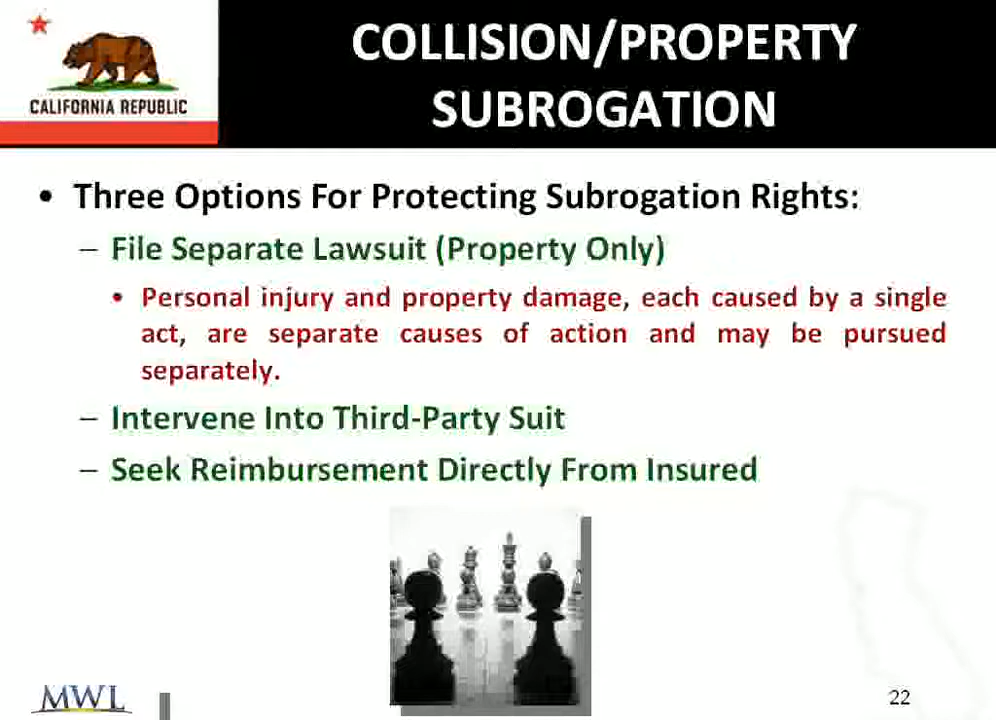 CALIFORNIA REPUBLIC
COLLISION/PROPERTY
SUBROGATION
• Three Options For Protecting Subrogation Rights:
– File Separate Lawsuit (Property Only)
• Personal injury and property damage, each caused by a single
act, are separate causes of action and may be pursued
separately.
– Intervene Into Third-Party Suit
– Seek Reimbursement Directly From Insured
MWL
22